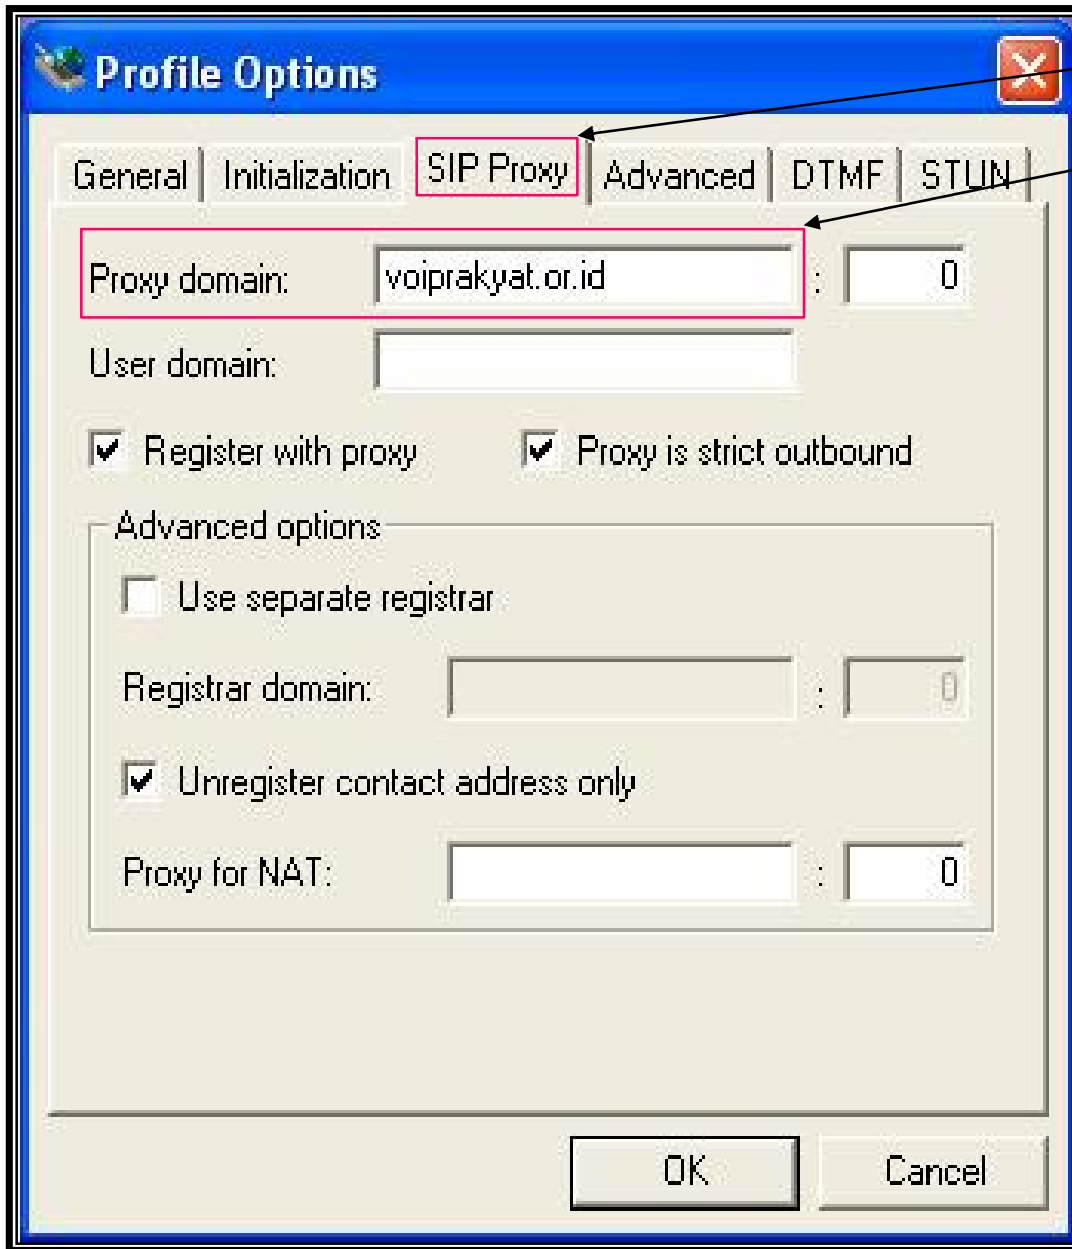 Profile Options
General Initialization SIP Proxy Advanced DTMF STUN
Proxy domain: voiprakyat.or.id : 0
User domain:
Register with proxy Proxy is strict outbound
Advanced options
Use separate registrar
Registrar domain: : 0
Unregister contact address only
Proxy for NAT: : 0
OK Cancel